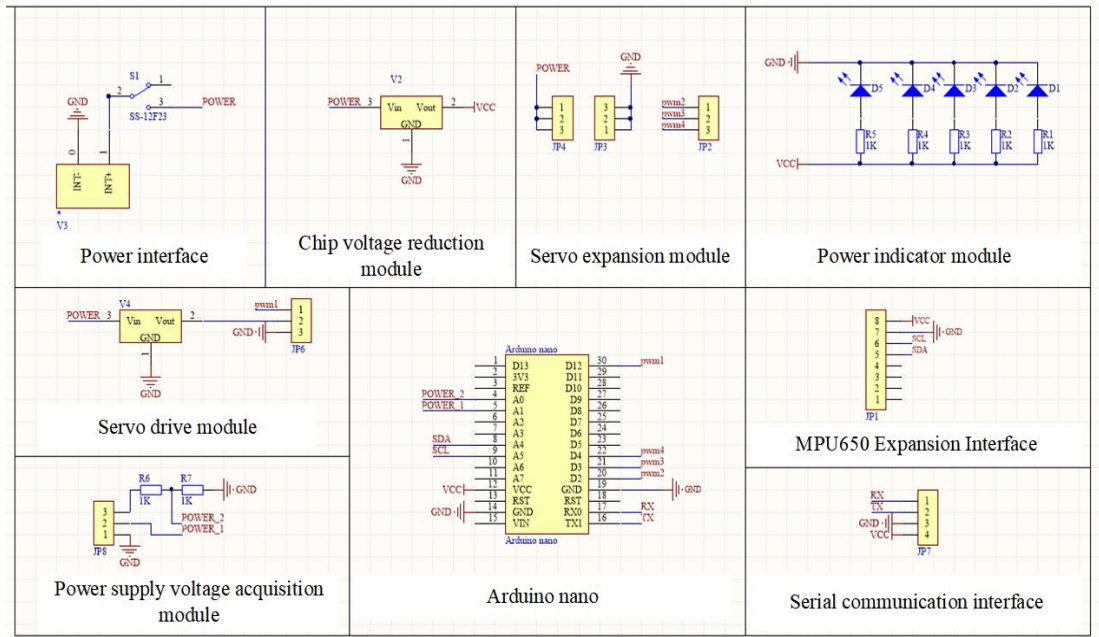 S1
1
2
3
POWER
SS-12F23
GND
0
1
INT-
INT+
*
V3
Power interface
V2
POWER 3 Vin Vout 2 VCC
GND
1
GND
Chip voltage reduction
module
POWER
GND
1
2
3
JP4
3
2
1
JP3
pwm2 1
pwm3 2
pwm4 3
JP2
Servo expansion module
GND
D5 D4 D3 D2 D1
R5 R4 R3 R2 R1
1K 1K 1K 1K 1K
VCC
Power indicator module
V4
POWER 3 Vin Vout 2
GND
1
GND
pwm1 1
2
GND 3
JP6
Servo drive module
R6 R7
1K 1K
GND
POWER_2
POWER_1
3
2
1
JP8
GND
Power supply voltage acquisition
module
Arduino nano
1 D13 D12 30 pwm1
2 3V3 D11 29
3 REF D10 28
POWER_2 4 A0 D9 27
POWER_1 5 A1 D8 26
6 A2 D7 25
7 A3 D6 24
SDA 8 A4 D5 23
SCL 9 A5 D4 22 pwm4
10 A6 D3 21 pwm3
11 A7 D2 20 pwm2
VCC 12 VCC GND 19 GND
13 RST RST 18
GND 14 GND RX0 17 RX
15 VIN TX1 16 TX
Arduino nano
Arduino nano
8 VCC
7 GND
6 SCL
5 SDA
4
3
2
1
JP1
MPU650 Expansion Interface
RX 1
TX 2
GND 3
VCC 4
JP7
Serial communication interface